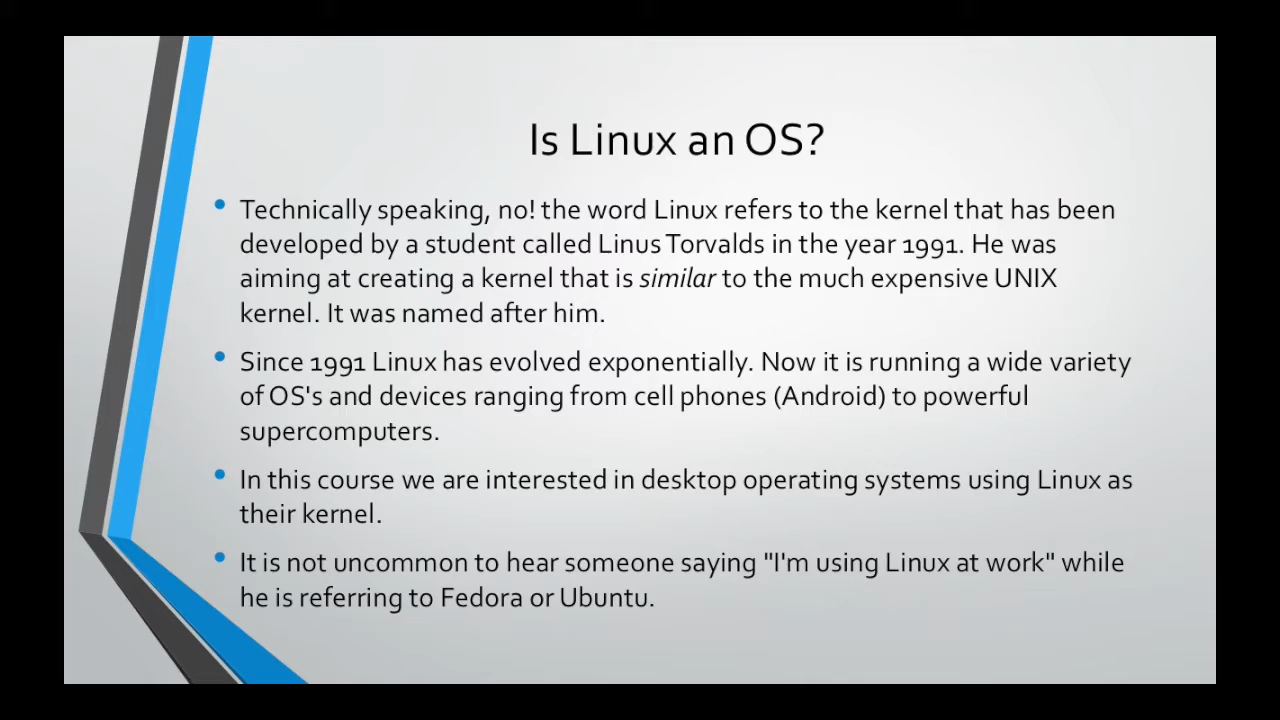 Is Linux an OS?
• Technically speaking, no! the word Linux refers to the kernel that has been
developed by a student called Linus Torvalds in the year 1991. He was
aiming at creating a kernel that is similar to the much expensive UNIX
kernel. It was named after him.
• Since 1991 Linux has evolved exponentially. Now it is running a wide variety
of OS's and devices ranging from cell phones (Android) to powerful
supercomputers.
• In this course we are interested in desktop operating systems using Linux as
their kernel.
• It is not uncommon to hear someone saying "I'm using Linux at work" while
he is referring to Fedora or Ubuntu.